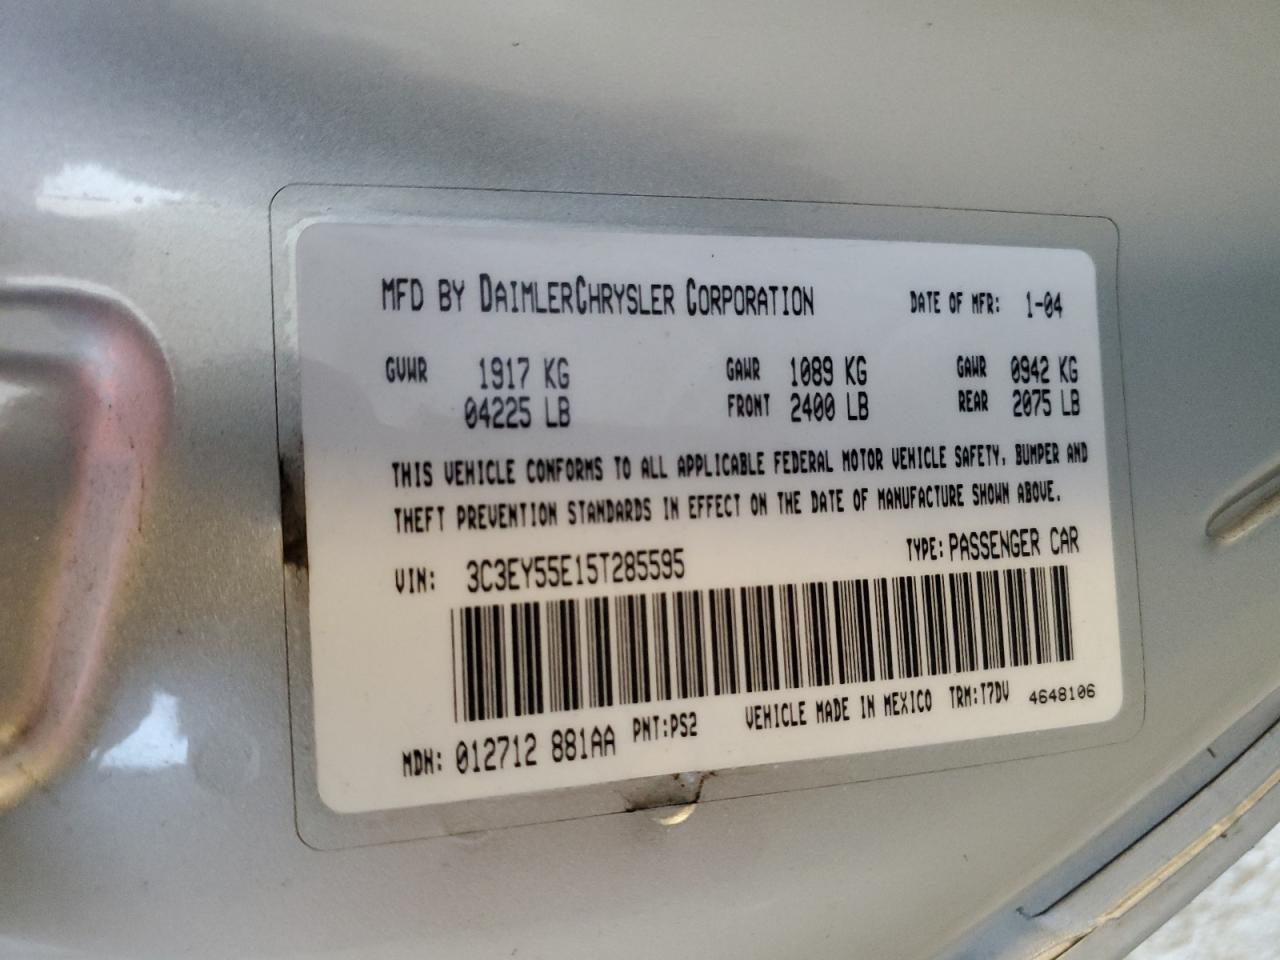 MFD BY DAIMLERCHRYSLER CORPORATION DATE OF MFR: 1-04
GVWR 1917 KG GAWR 1089 KG GAWR 0942 KG
04225 LB FRONT 2400 LB REAR 2075 LB
THIS VEHICLE CONFORMS TO ALL APPLICABLE FEDERAL MOTOR VEHICLE SAFETY, BUMPER AND
THEFT PREVENTION STANDARDS IN EFFECT ON THE DATE OF MANUFACTURE SHOWN ABOVE.
VIN: 3C3EY55E15T285595 TYPE: PASSENGER CAR
MDH: 012712 881AA PNT:PS2 VEHICLE MADE IN MEXICO TRM:T7DV 4648106